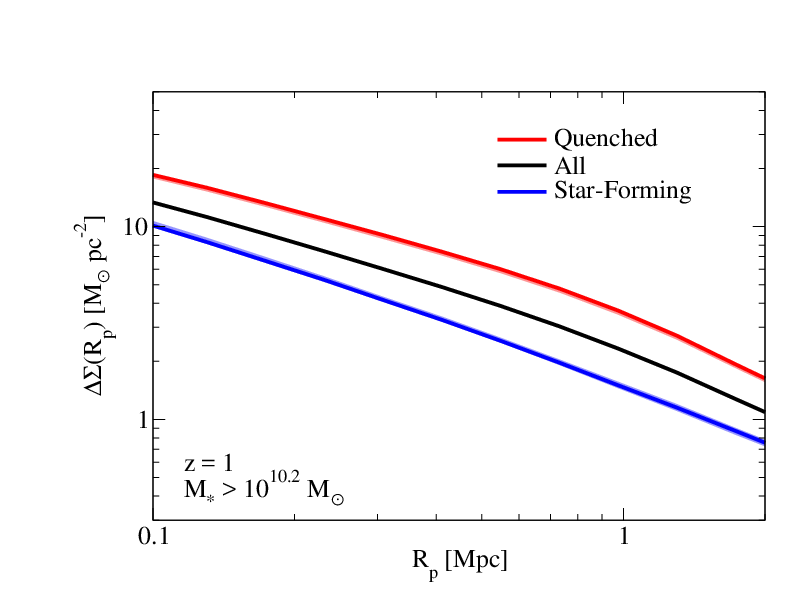 Quenched
All
Star-Forming
10
1
ΔΣ(R_p) [M_⊙ pc^-2]
z = 1
M_* > 10^10.2 M_⊙
0.1 1
R_p [Mpc]